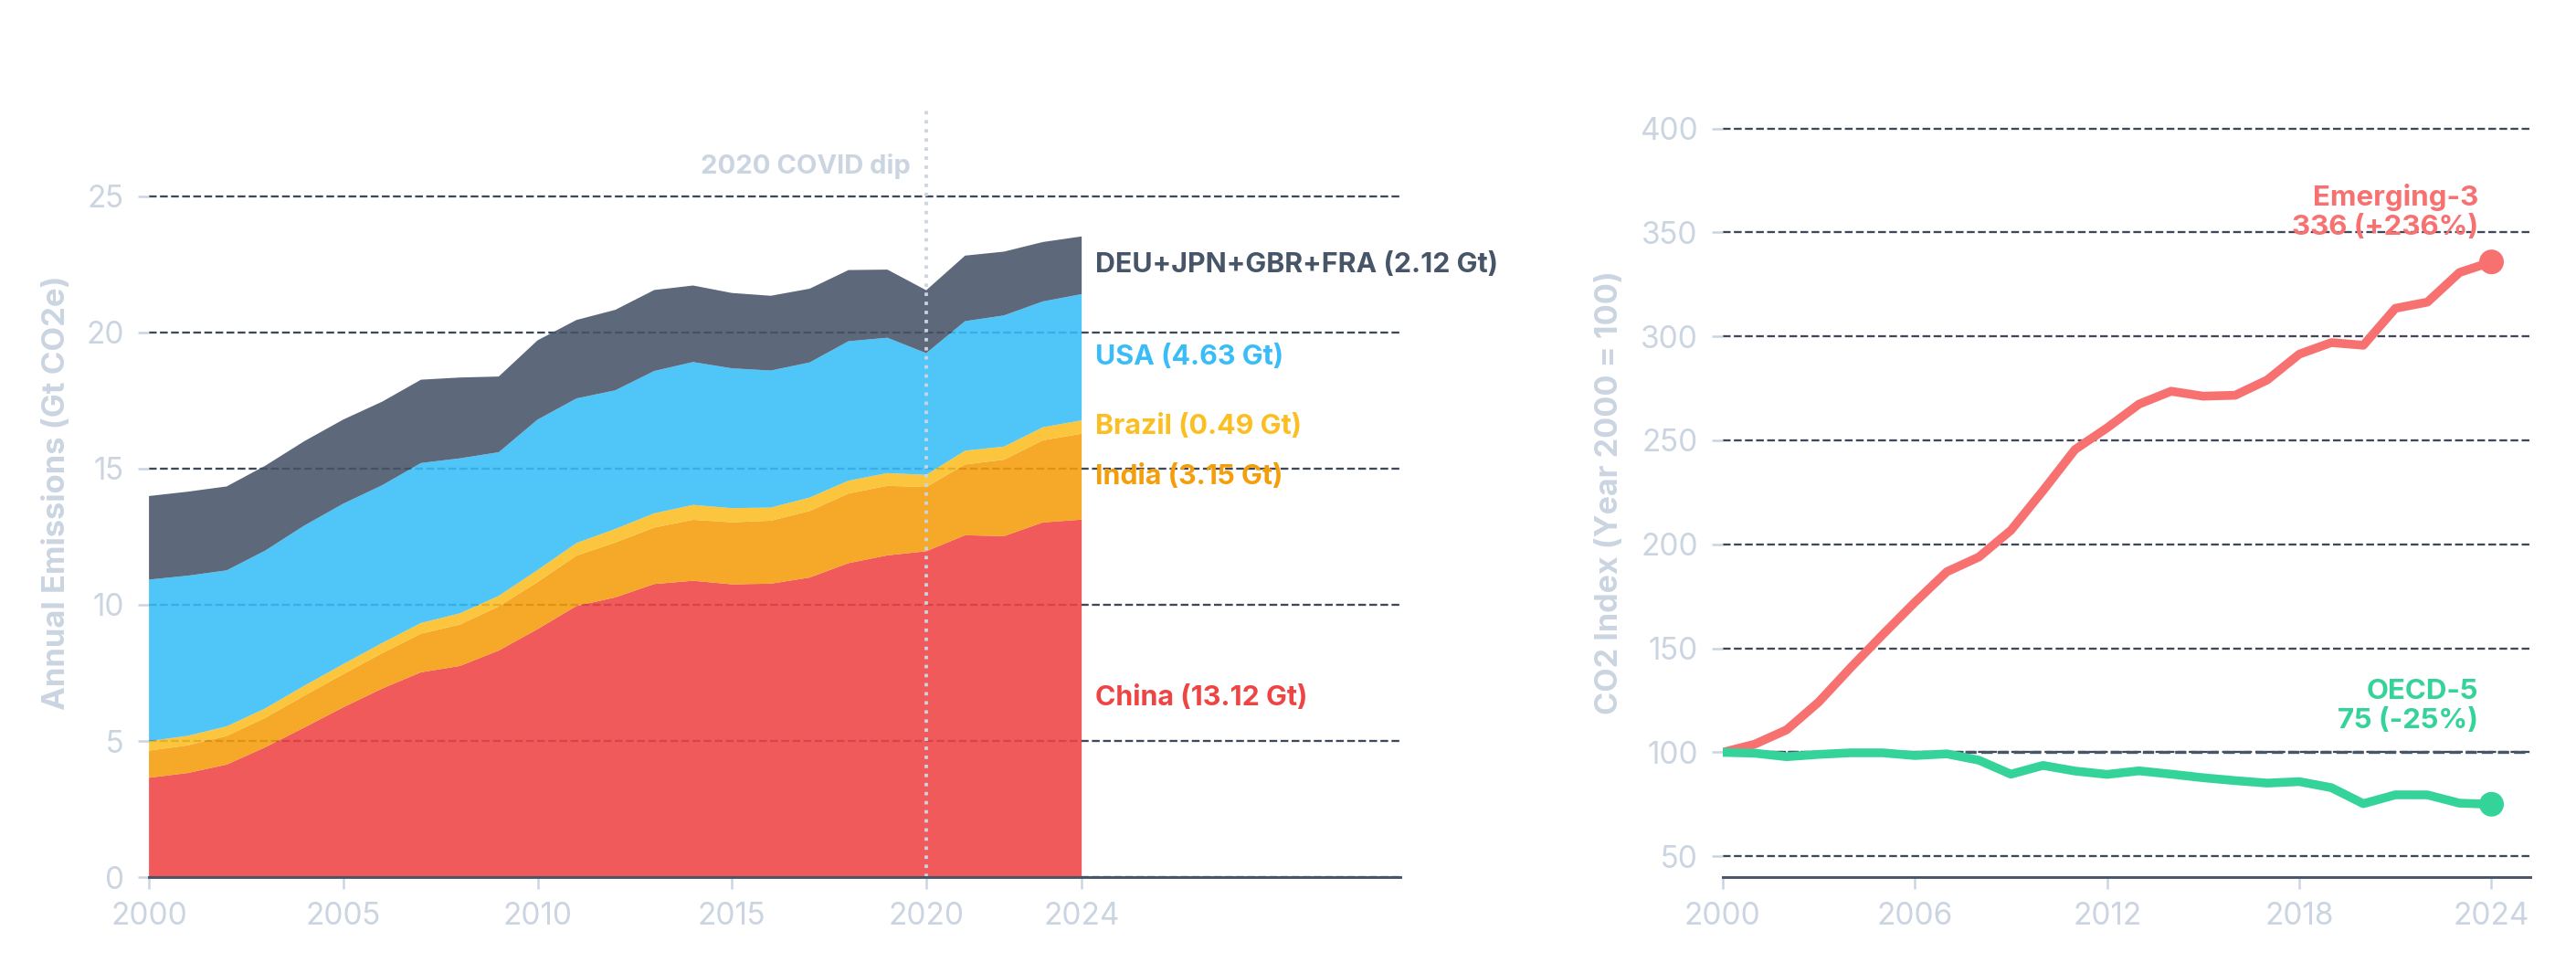 Annual Emissions (Gt CO2e)
25
20
15
10
5
0
2000
2005
2010
2015
2020
2024
2020 COVID dip
DEU+JPN+GBR+FRA (2.12 Gt)
USA (4.63 Gt)
Brazil (0.49 Gt)
India (3.15 Gt)
China (13.12 Gt)
CO2 Index (Year 2000 = 100)
400
350
300
250
200
150
100
50
2000
2006
2012
2018
2024
Emerging-3
336 (+236%)
OECD-5
75 (-25%)